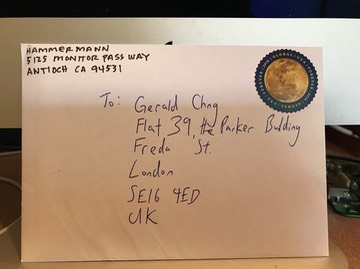 HAMMERMANN
5125 MONITOR PASS WAY
ANTIOCH CA 94531
To: Gerald Chng
Flat 39, the Parker Building
Freda St.
London
SE16 4ED
UK